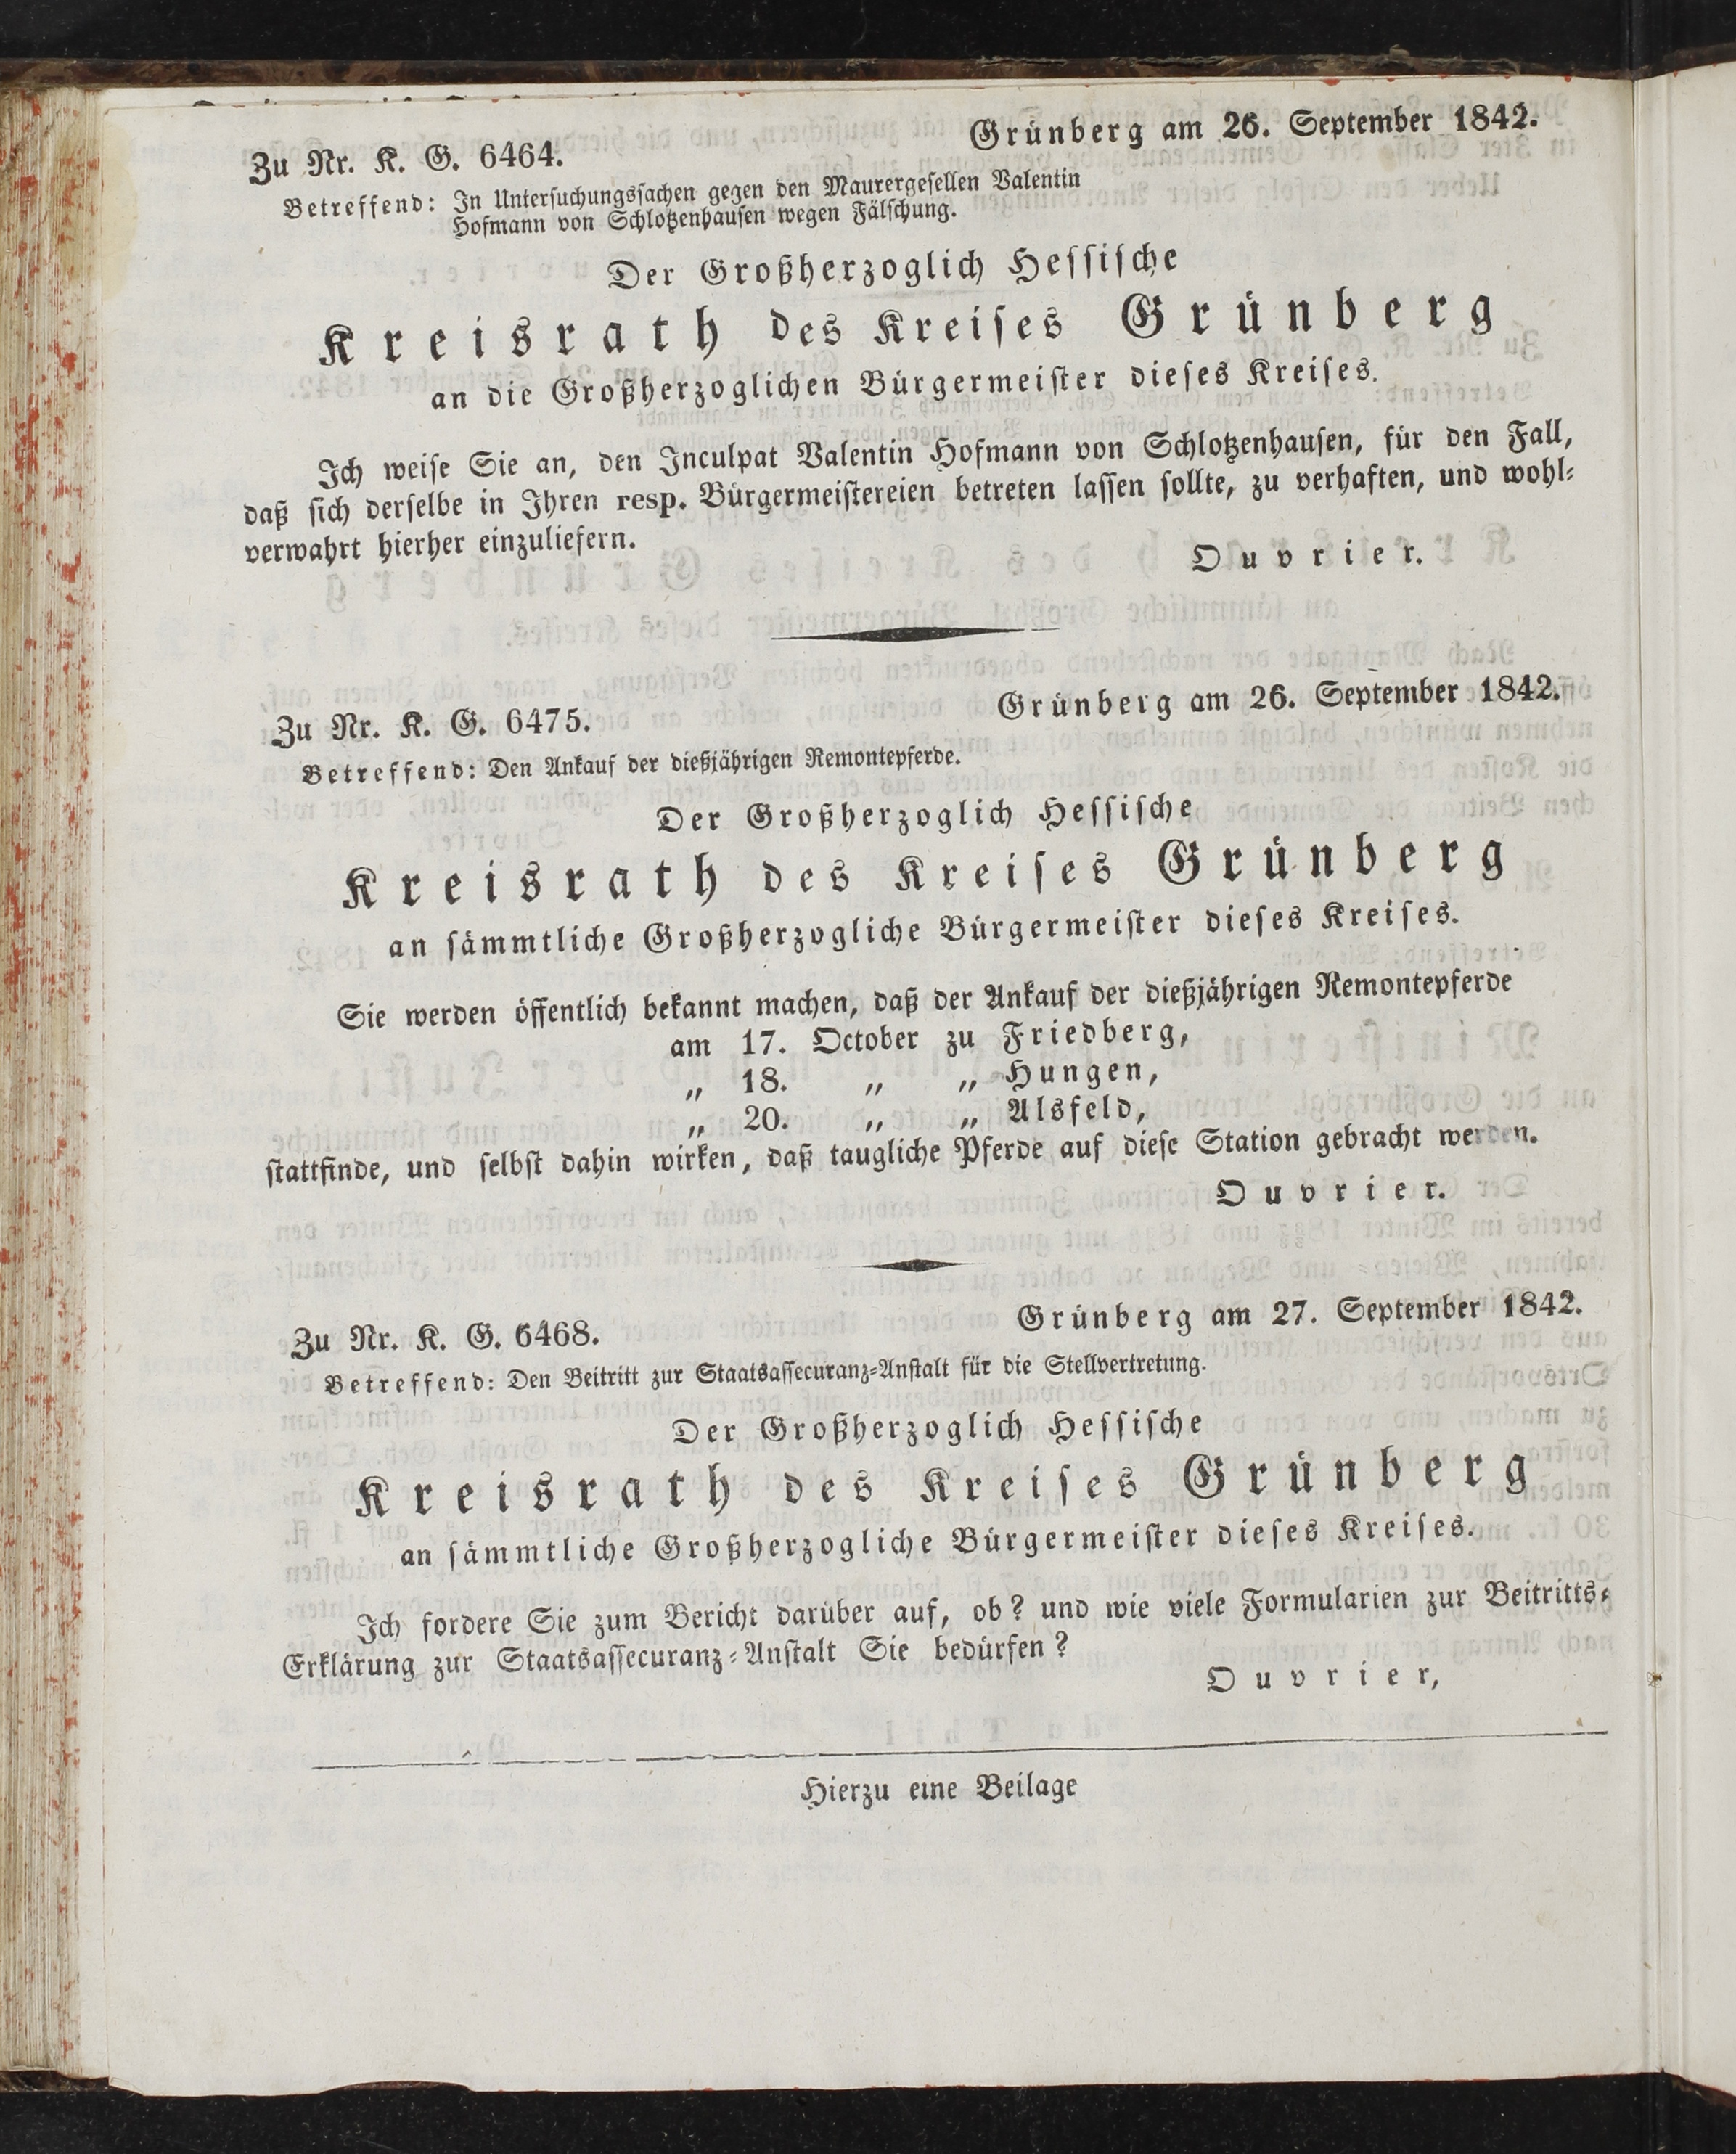 Grünberg am 26. September 1842.
Zu Nr. K. G. 6464.
Betreffend: In Untersuchungssachen gegen den Maurergesellen Valentin
Hofmann von Schlotzenhausen wegen Fälschung.
Der Großherzoglich Hessische
Kreisrath des Kreises Grünberg
an die Großherzoglichen Bürgermeister dieses Kreises.
Ich weise Sie an, den Inculpat Valentin Hofmann von Schlotzenhausen, für den Fall,
daß sich derselbe in Ihren resp. Bürgermeistereien betreten lassen sollte, zu verhaften, und wohl-
verwahrt hierher einzuliefern.
Ouvrier.
Grünberg am 26. September 1842.
Zu Nr. K. G. 6475.
Betreffend: Den Ankauf der dießjährigen Remontepferde.
Der Großherzoglich Hessische
Kreisrath des Kreises Grünberg
an sämmtliche Großherzogliche Bürgermeister dieses Kreises.
Sie werden öffentlich bekannt machen, daß der Ankauf der dießjährigen Remontepferde
am 17. October zu Friedberg,
„ 18. „ „ Hungen,
„ 20. „ „ Alsfeld,
stattfinde, und selbst dahin wirken, daß taugliche Pferde auf diese Station gebracht werden.
Ouvrier.
Grünberg am 27. September 1842.
Zu Nr. K. G. 6468.
Betreffend: Den Beitritt zur Staatsassecuranz-Anstalt für die Stellvertretung.
Der Großherzoglich Hessische
Kreisrath des Kreises Grünberg
an sämmtliche Großherzogliche Bürgermeister dieses Kreises.
Ich fordere Sie zum Bericht darüber auf, ob? und wie viele Formularien zur Beitritts-
Erklärung zur Staatsassecuranz-Anstalt Sie bedürfen?
Ouvrier,
Hierzu eine Beilage